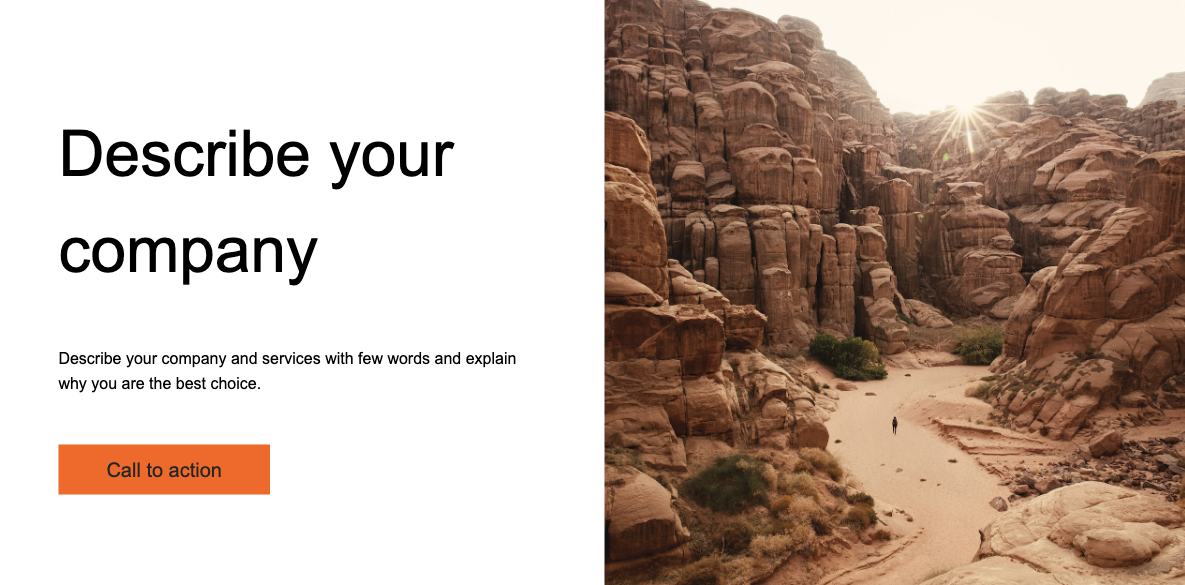 Describe your
company
Describe your company and services with few words and explain
why you are the best choice.
Call to action